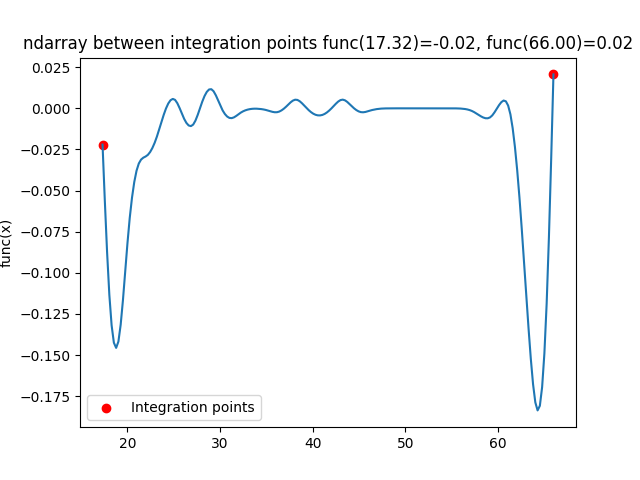 ndarray between integration points func(17.32)=-0.02, func(66.00)=0.02
0.025
0.000
−0.025
−0.050
−0.075
−0.100
−0.125
−0.150
−0.175
func(x)
Integration points
20 30 40 50 60